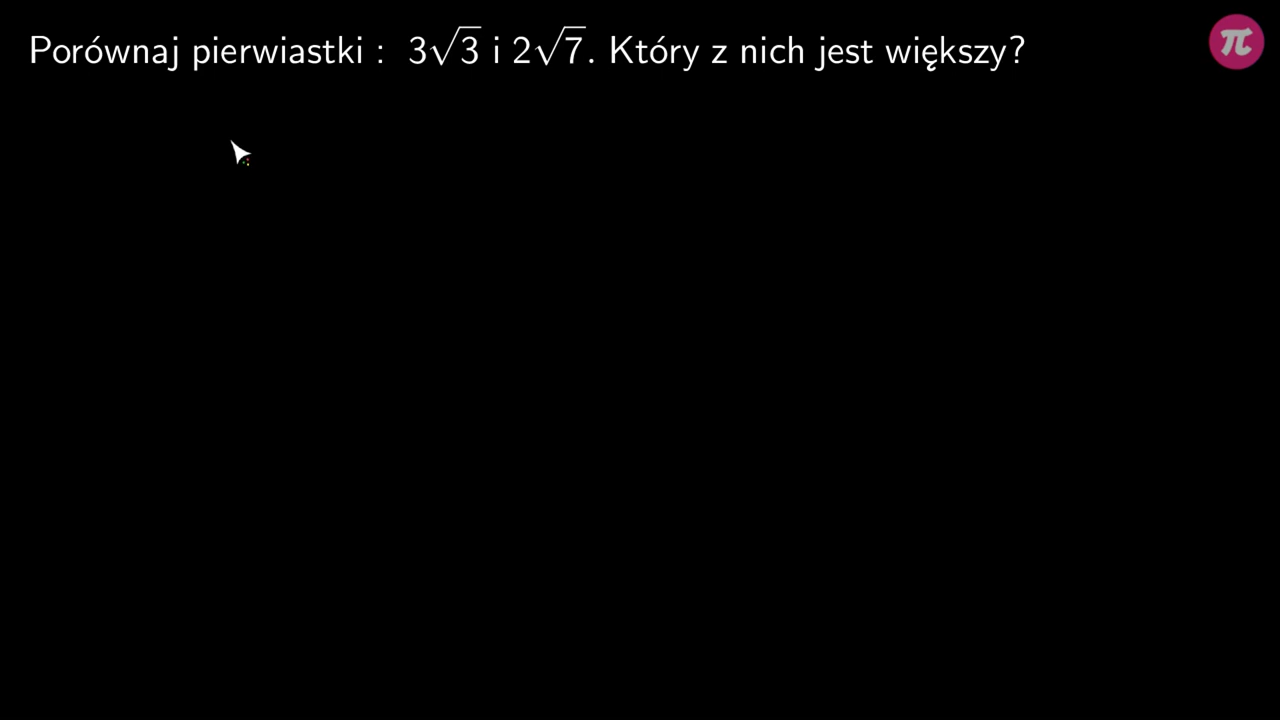 Porównaj pierwiastki : 3√3 i 2√7. Który z nich jest większy?
π